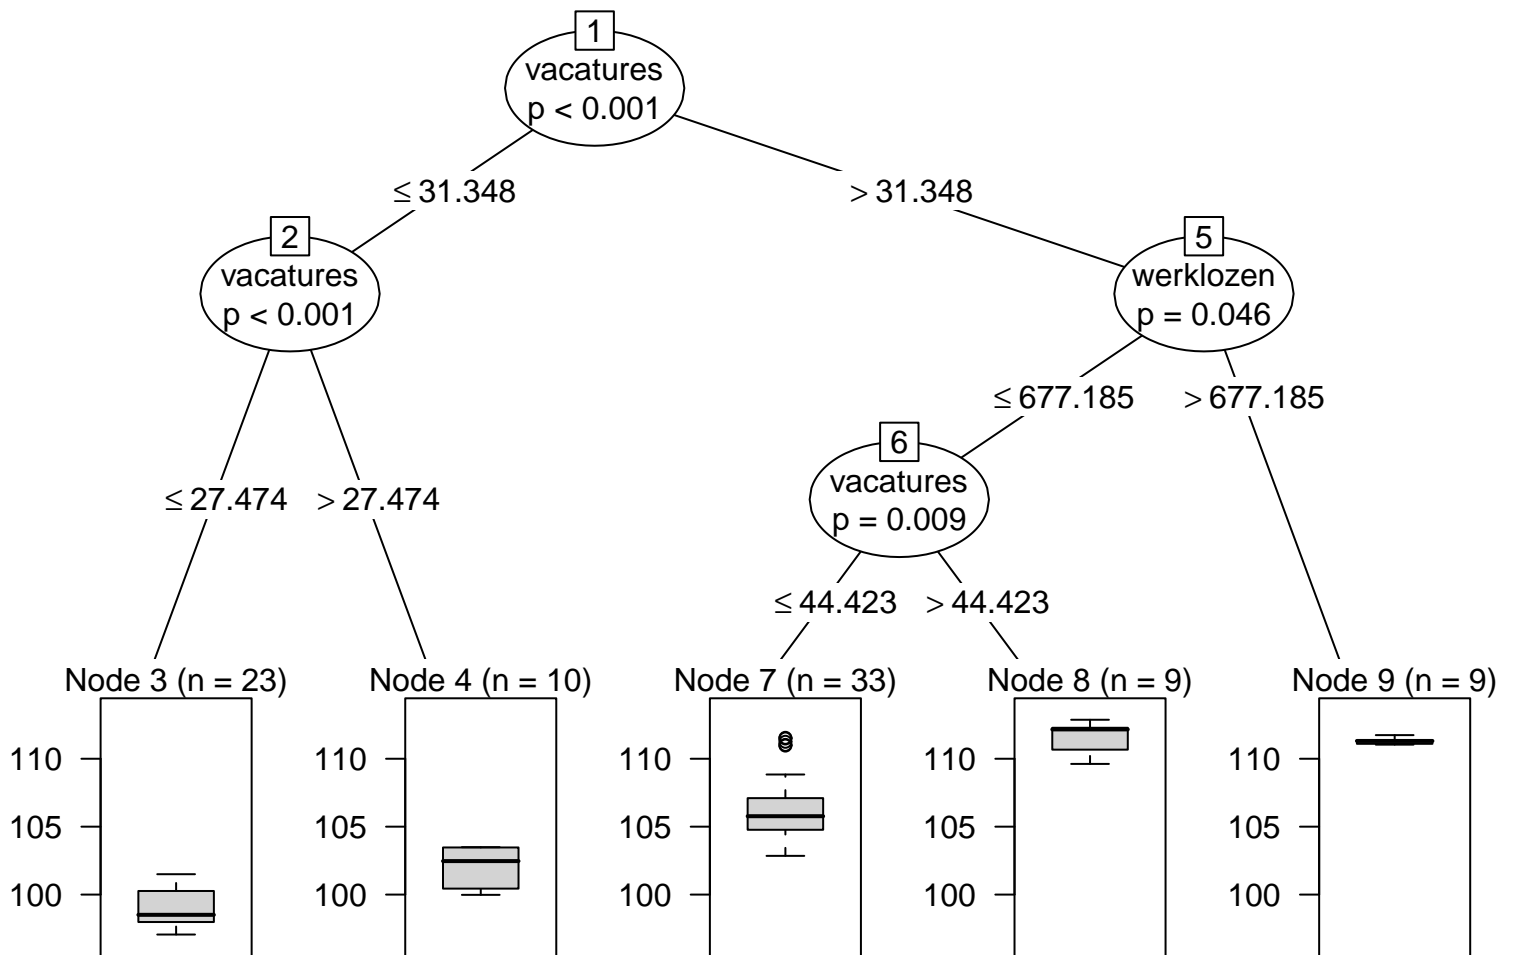 1
vacatures
p < 0.001
≤ 31.348
> 31.348
2
vacatures
p < 0.001
5
werklozen
p = 0.046
≤ 677.185
> 677.185
6
vacatures
p = 0.009
≤ 27.474
> 27.474
≤ 44.423
> 44.423
Node 3 (n = 23)
110
105
100
Node 4 (n = 10)
110
105
100
Node 7 (n = 33)
110
105
100
Node 8 (n = 9)
110
105
100
Node 9 (n = 9)
110
105
100